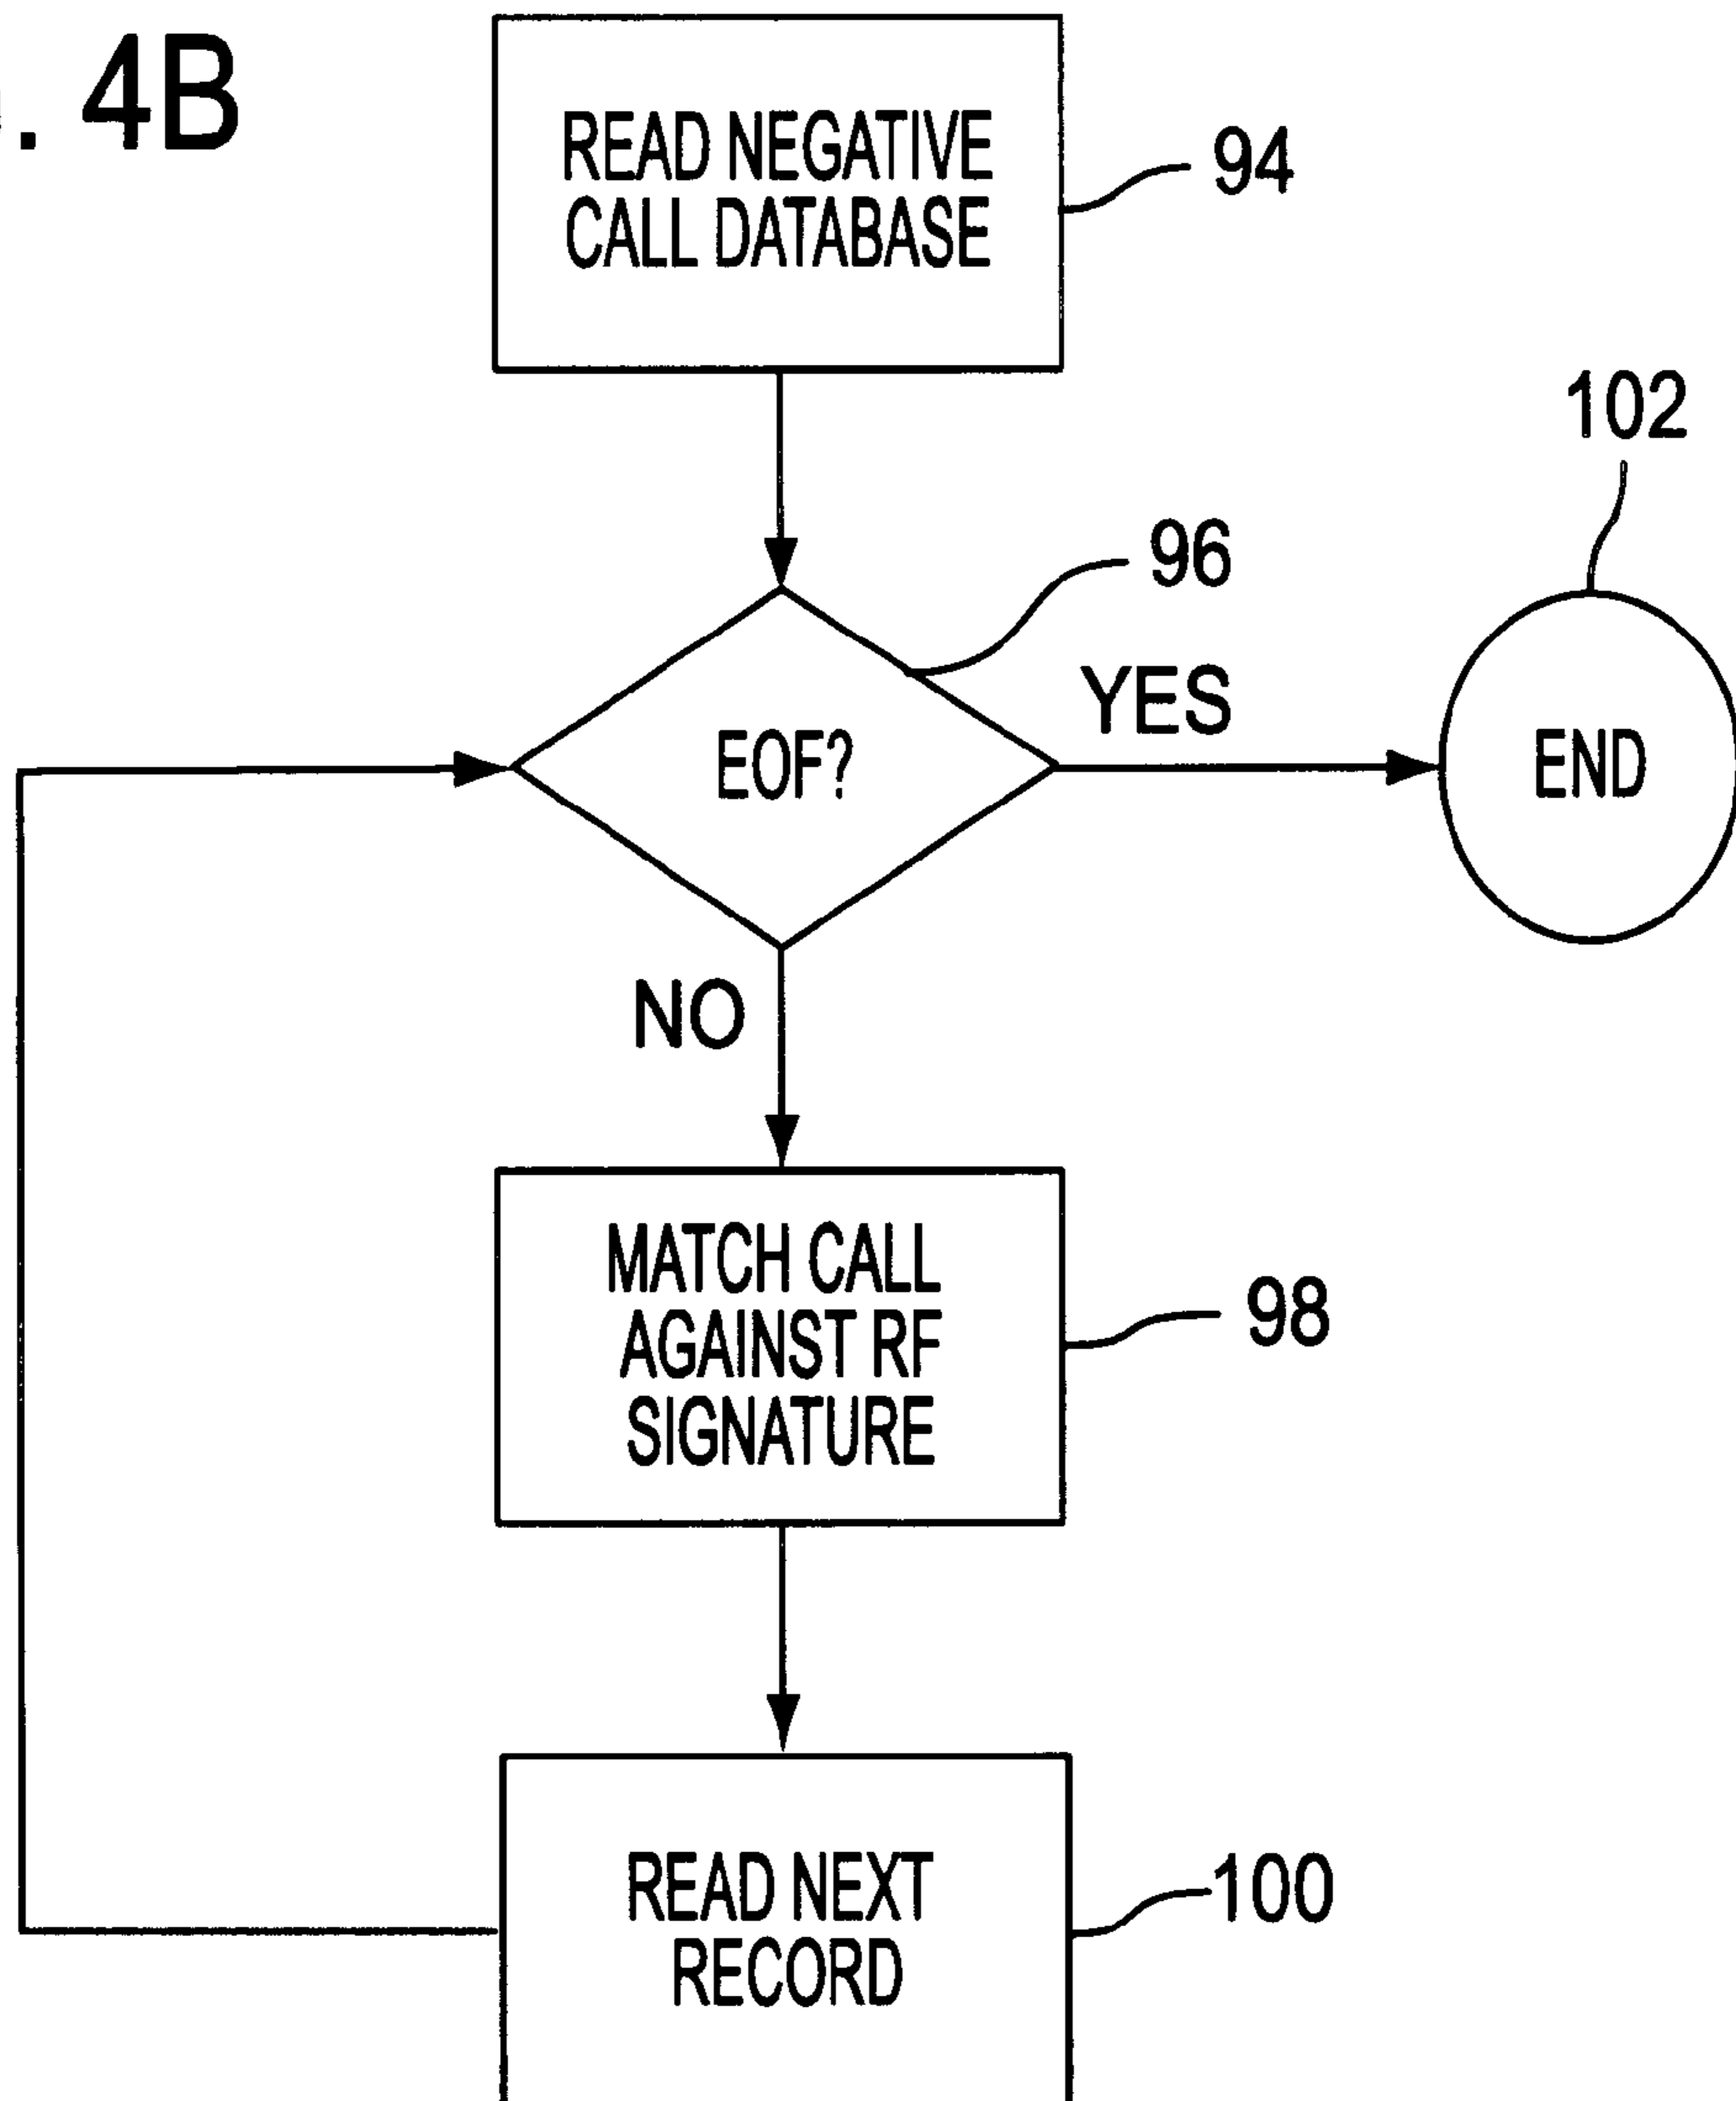 . 4B
READ NEGATIVE
CALL DATABASE
94
102
96
YES
EOF?
END
NO
MATCH CALL
AGAINST RF
SIGNATURE
98
READ NEXT
RECORD
100